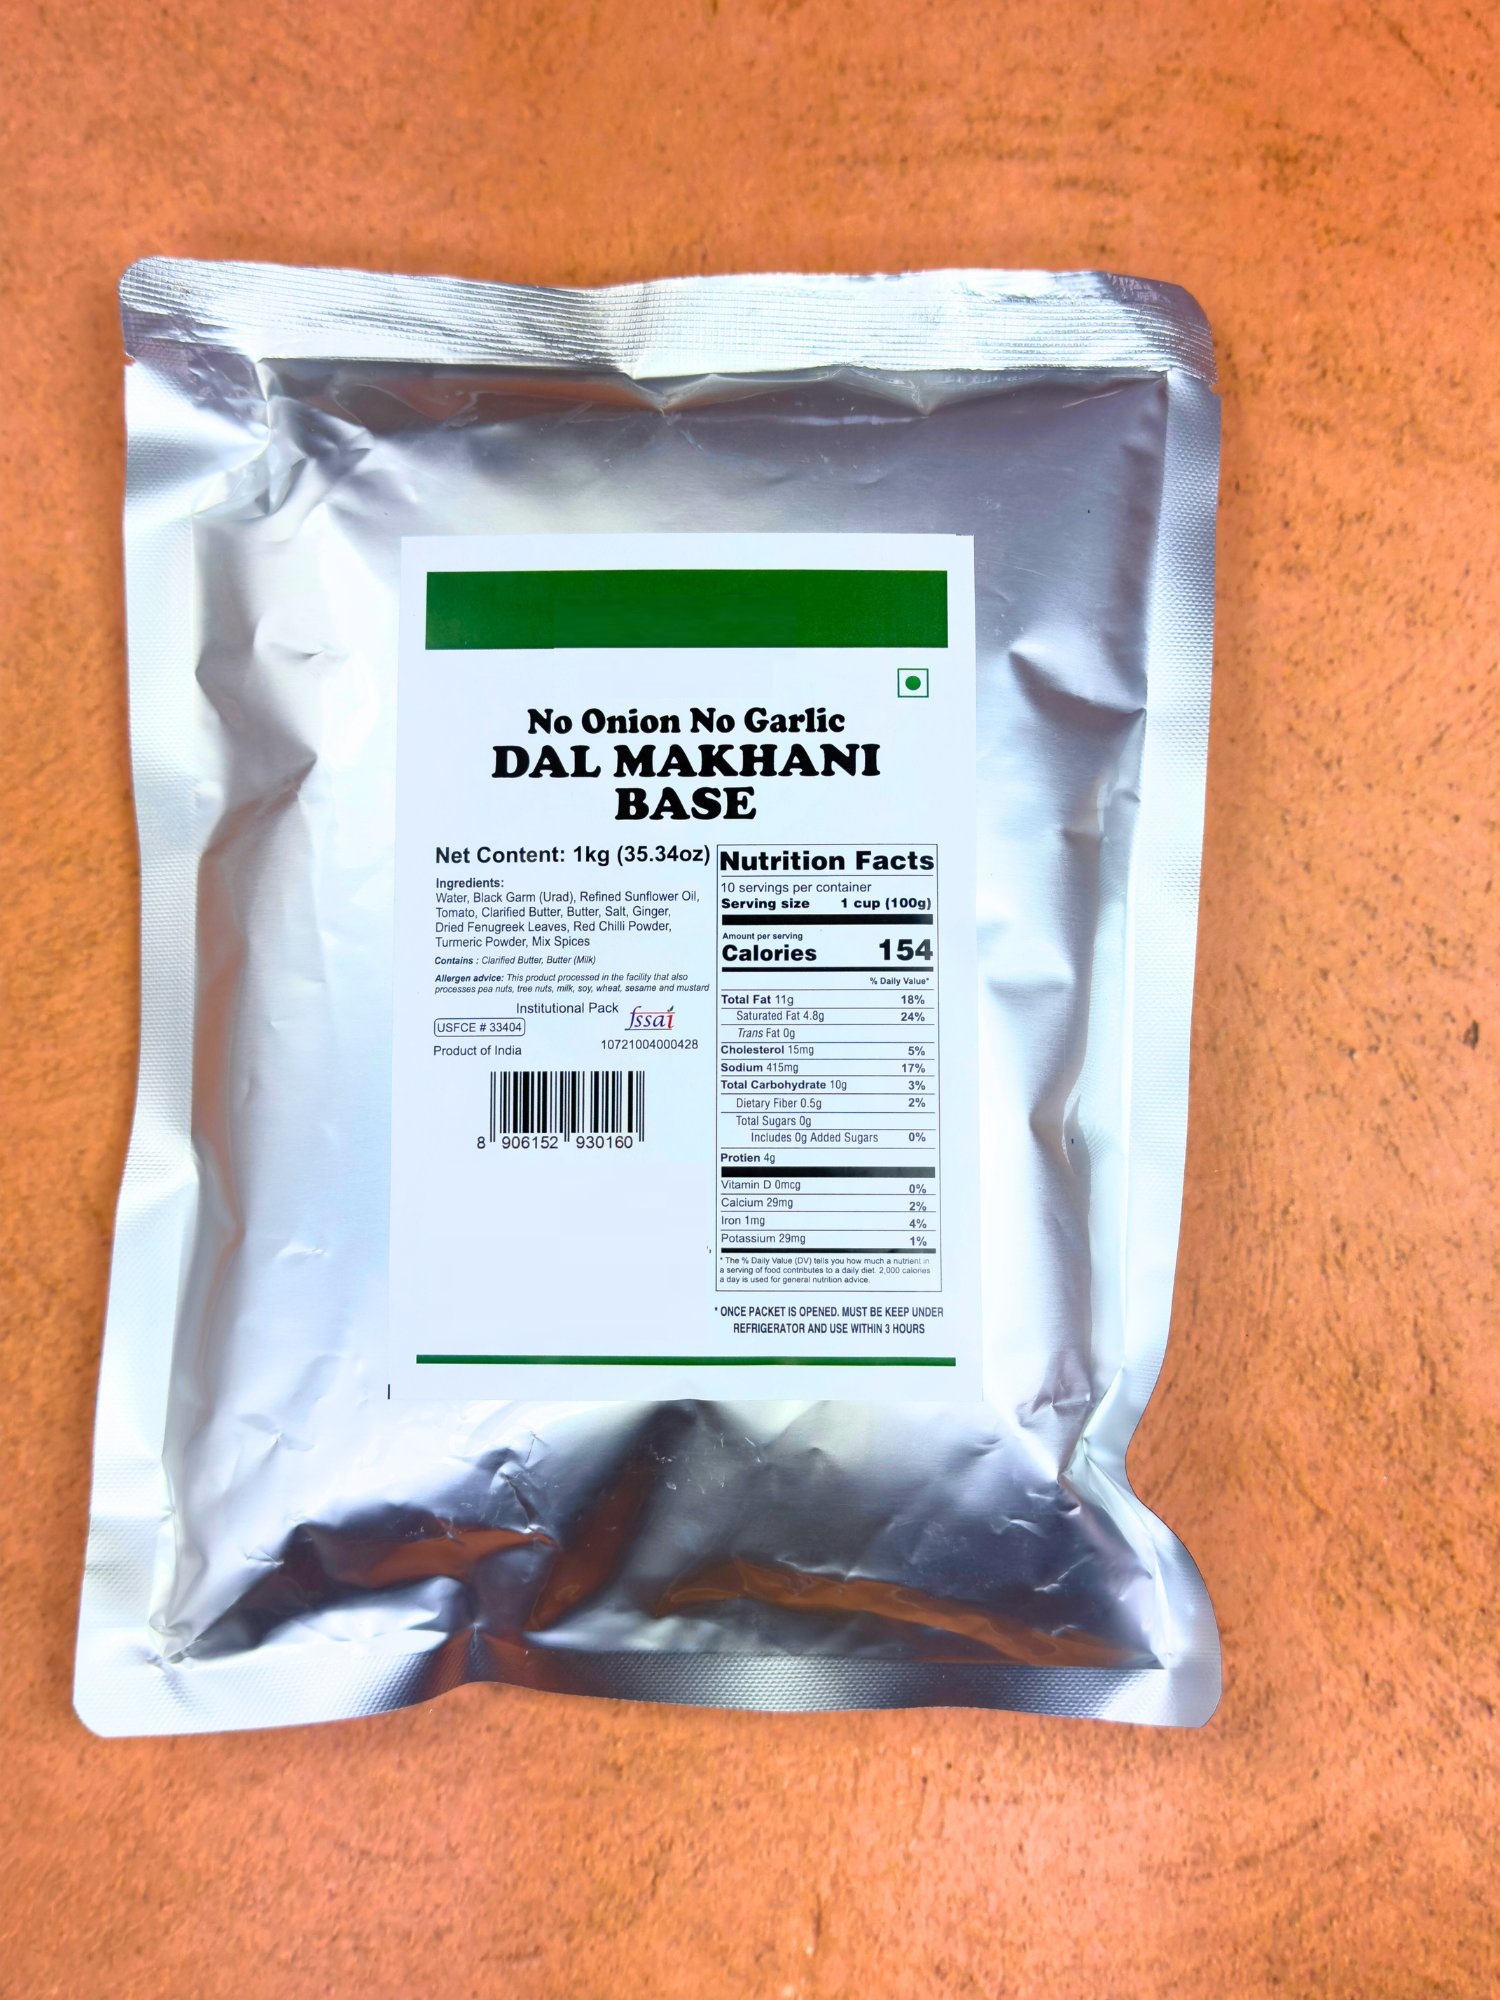 No Onion No Garlic
DAL MAKHANI
BASE
Net Content: 1kg (35.34oz)
Ingredients:
Water, Black Garm (Urad), Refined Sunflower Oil,
Tomato, Clarified Butter, Butter, Salt, Ginger,
Dried Fenugreek Leaves, Red Chilli Powder,
Turmeric Powder, Mix Spices
Contains : Clarified Butter, Butter (Milk)
Allergen advice: This product processed in the facility that also
processes pea nuts, tree nuts, milk, soy, wheat, sesame and mustard
Institutional Pack
fssai
USFCE # 33404
10721004000428
Product of India
8 906152 930160
Nutrition Facts
10 servings per container
Serving size 1 cup (100g)
Amount per serving
Calories 154
% Daily Value*
Total Fat 11g 18%
Saturated Fat 4.8g 24%
Trans Fat 0g
Cholesterol 15mg 5%
Sodium 415mg 17%
Total Carbohydrate 10g 3%
Dietary Fiber 0.5g 2%
Total Sugars 0g
Includes 0g Added Sugars 0%
Protien 4g
Vitamin D 0mcg 0%
Calcium 29mg 2%
Iron 1mg 4%
Potassium 29mg 1%
* The % Daily Value (DV) tells you how much a nutrient in
a serving of food contributes to a daily diet. 2,000 calories
a day is used for general nutrition advice.
* ONCE PACKET IS OPENED. MUST BE KEEP UNDER
REFRIGERATOR AND USE WITHIN 3 HOURS